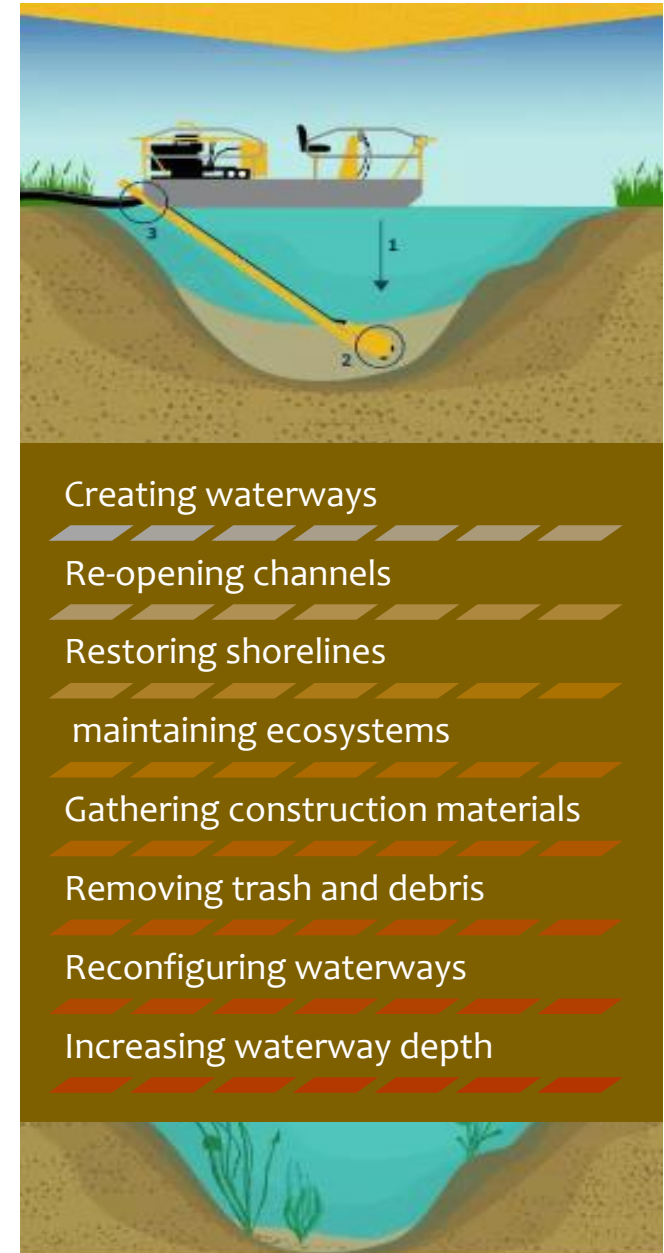 3
1
2
Creating waterways
Re-opening channels
Restoring shorelines
maintaining ecosystems
Gathering construction materials
Removing trash and debris
Reconfiguring waterways
Increasing waterway depth